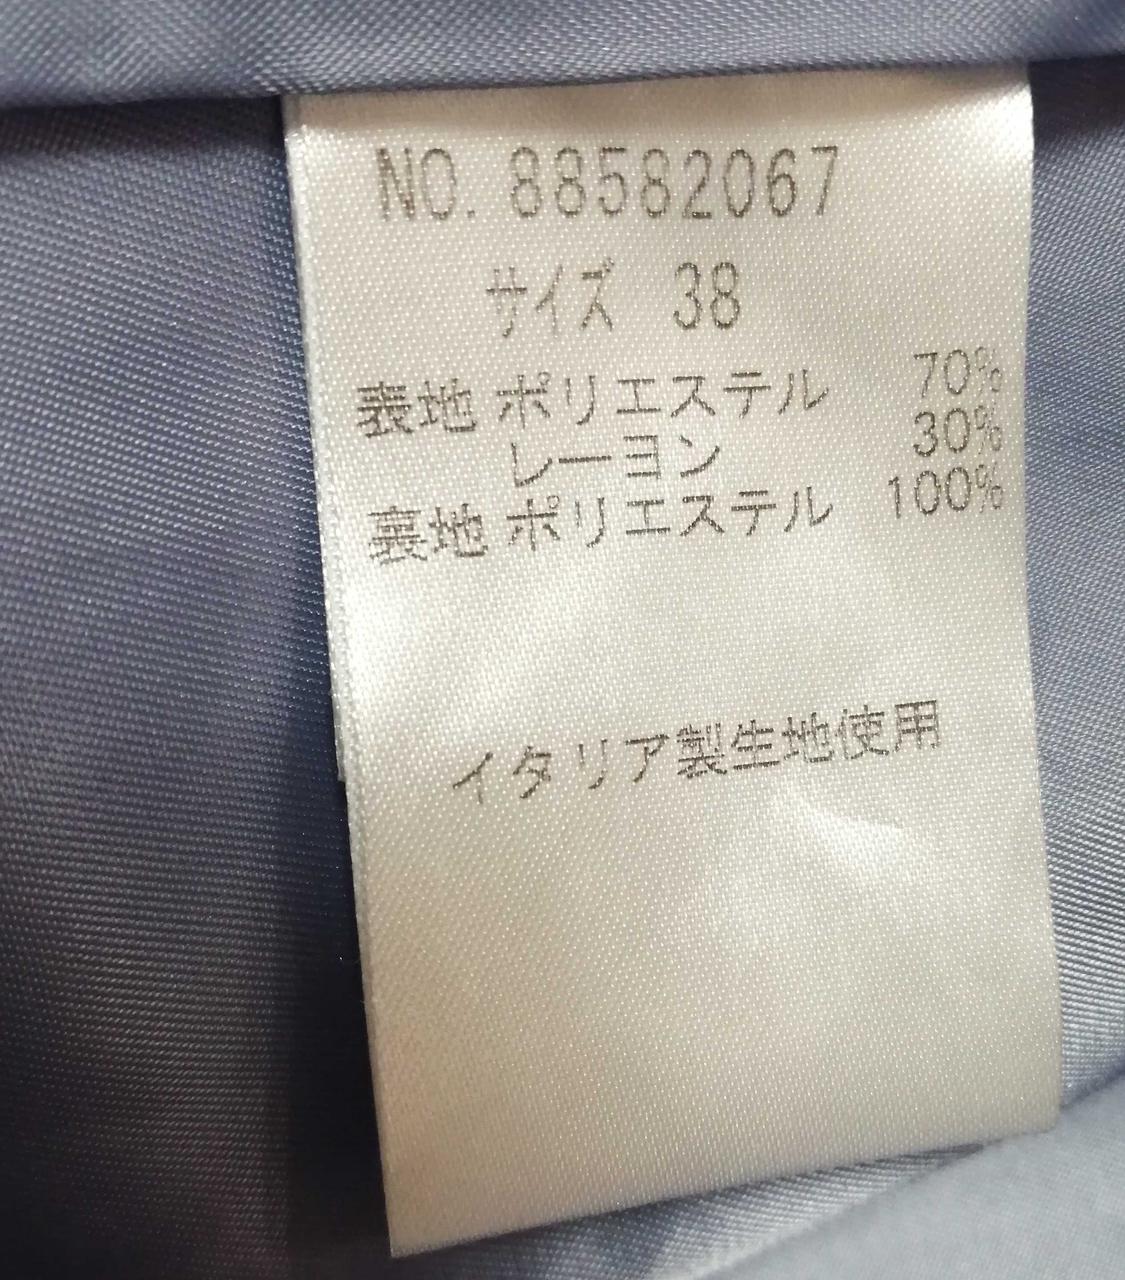 NO. 88582067
サイズ 38
表地 ポリエステル 70%
レーヨン 30%
裏地 ポリエステル 100%
イタリア製生地使用